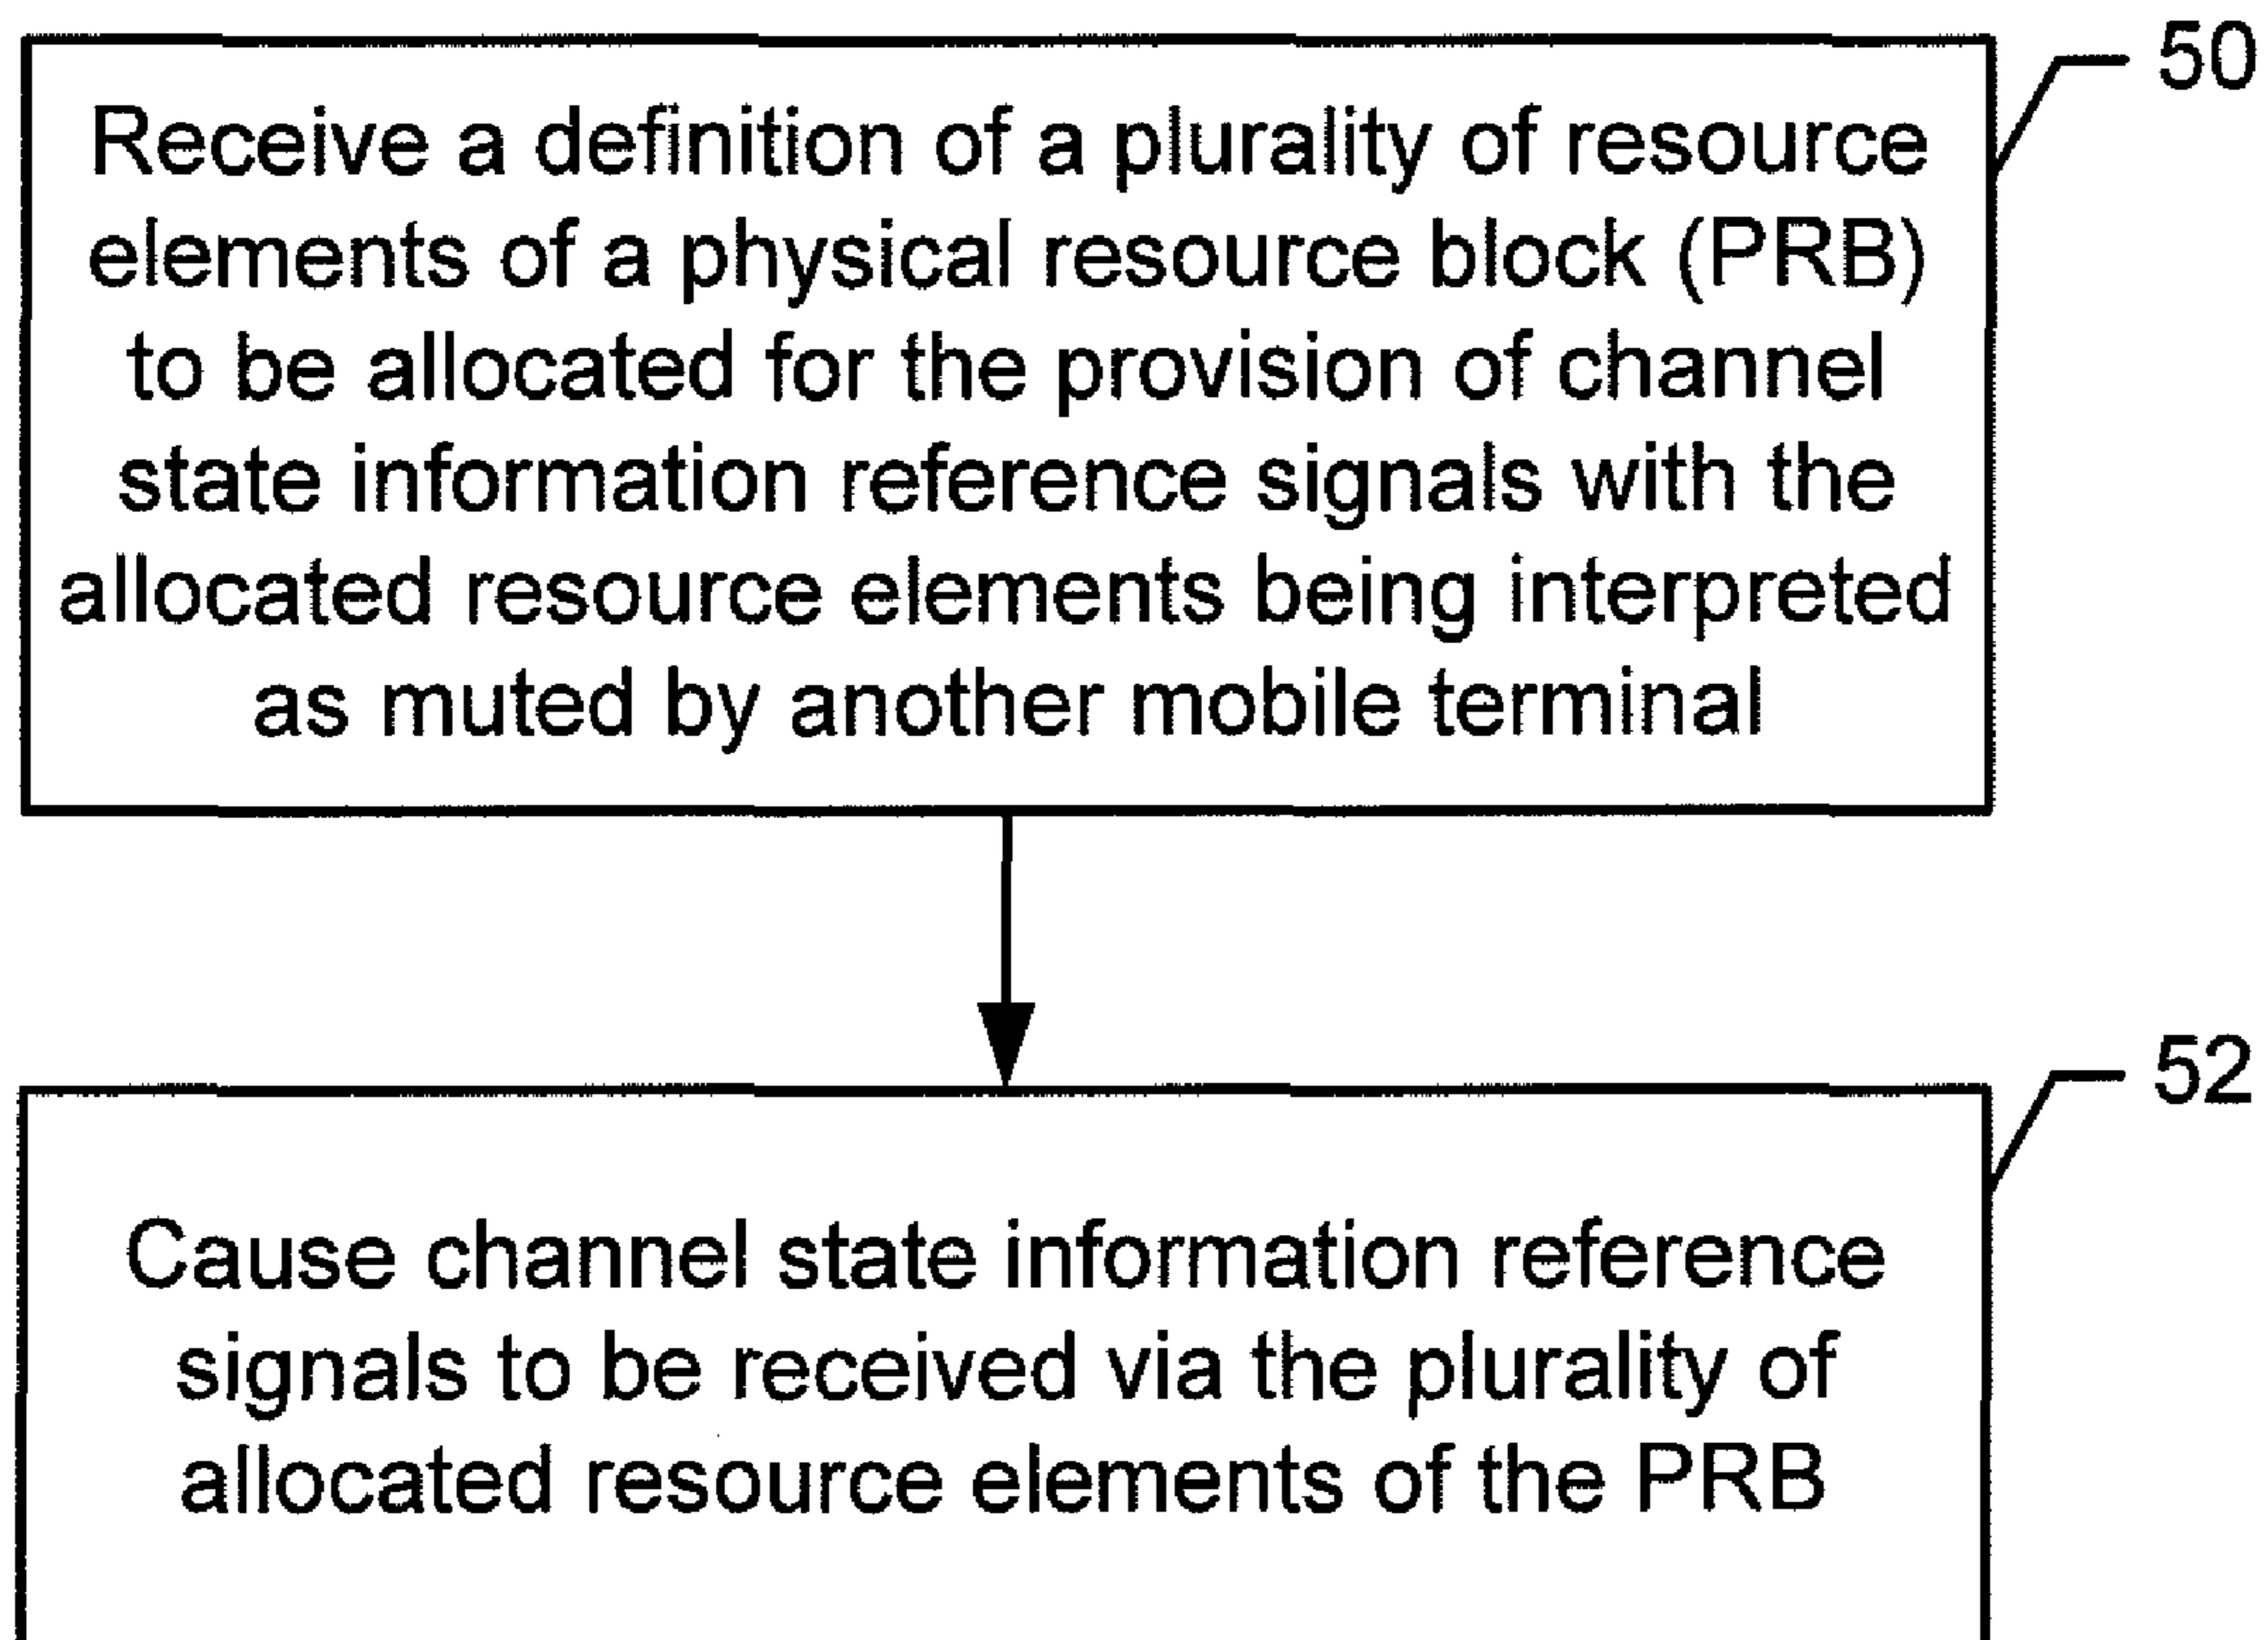 50
Receive a definition of a plurality of resource
elements of a physical resource block (PRB)
to be allocated for the provision of channel
state information reference signals with the
allocated resource elements being interpreted
as muted by another mobile terminal
52
Cause channel state information reference
signals to be received via the plurality of
allocated resource elements of the PRB